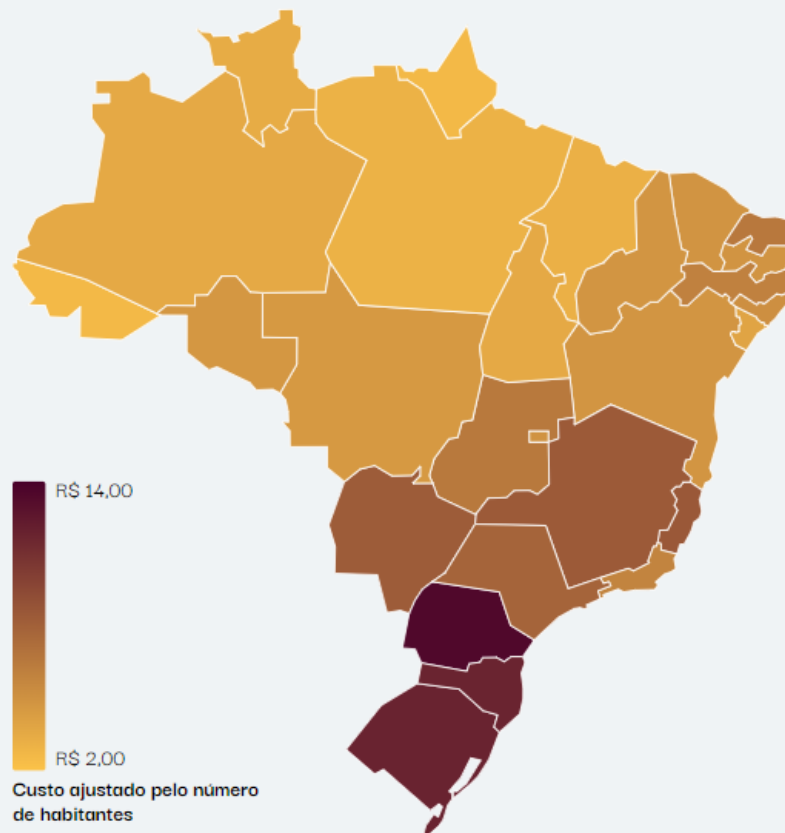 R$ 14,00
R$ 2,00
Custo ajustado pelo número
de habitantes